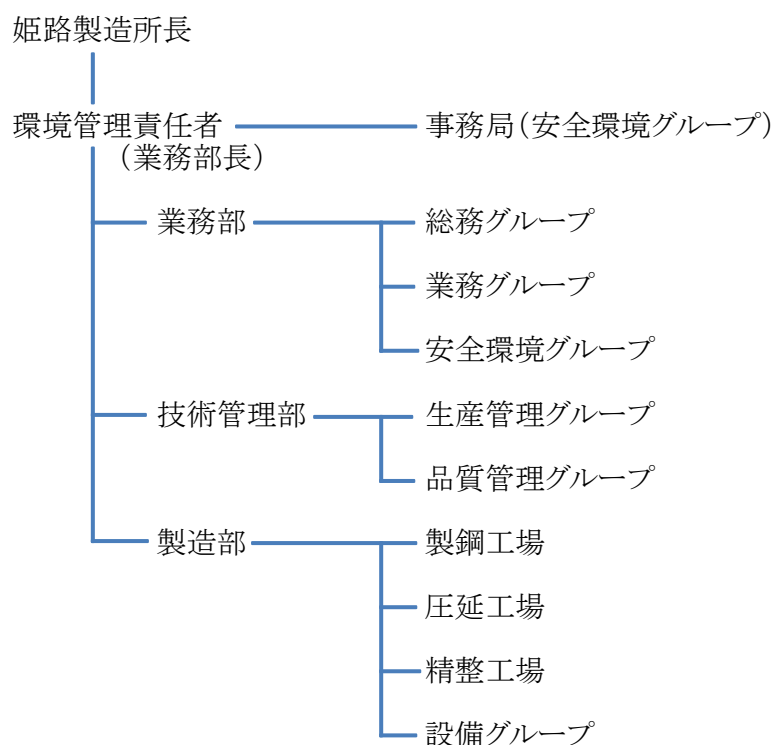 姫路製造所長
環境管理責任者
（業務部長）
事務局（安全環境グループ）
業務部
総務グループ
業務グループ
安全環境グループ
技術管理部
生産管理グループ
品質管理グループ
製造部
製鋼工場
圧延工場
精整工場
設備グループ